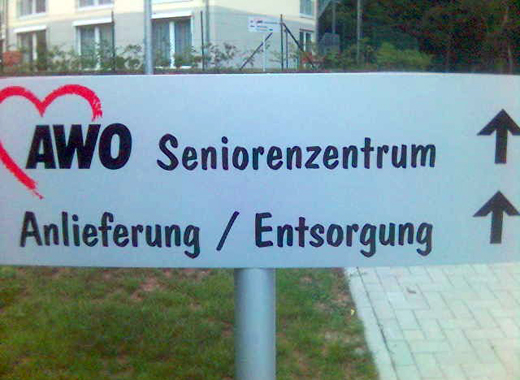 AWO Seniorenzentrum
Anlieferung / Entsorgung